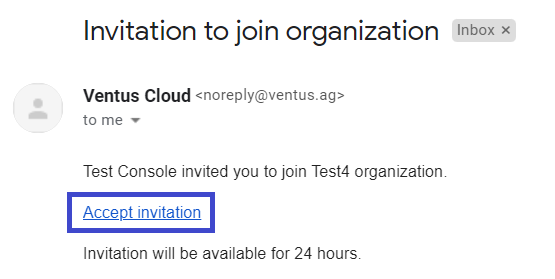 Invitation to join organization Inbox ×
Ventus Cloud <noreply@ventus.ag>
to me
Test Console invited you to join Test4 organization.
Accept invitation
Invitation will be available for 24 hours.